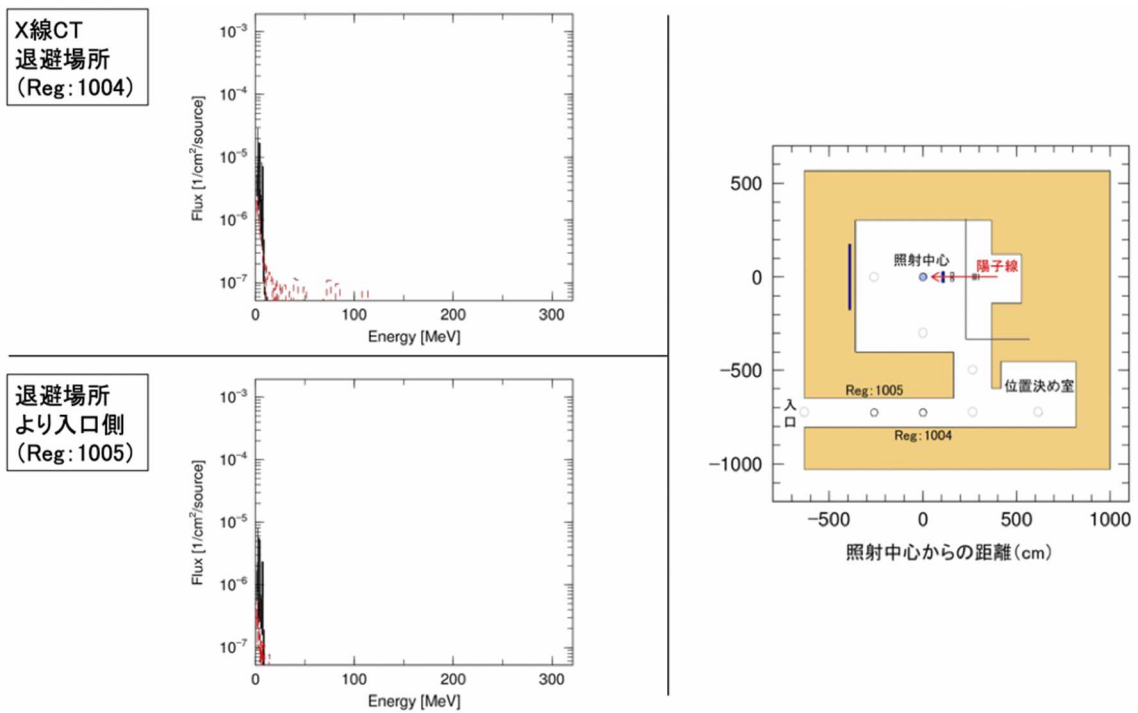 X線CT
退避場所
(Reg:1004)
10⁻³
10⁻⁴
10⁻⁵
10⁻⁶
10⁻⁷
Flux [1/cm²/source]
0 100 200 300
Energy [MeV]
退避場所
より入口側
(Reg:1005)
10⁻³
10⁻⁴
10⁻⁵
10⁻⁶
10⁻⁷
Flux [1/cm²/source]
0 100 200 300
Energy [MeV]
500
0
−500
−1000
照射中心
陽子線
位置決め室
Reg:1005
入口
Reg:1004
−500 0 500 1000
照射中心からの距離(cm)